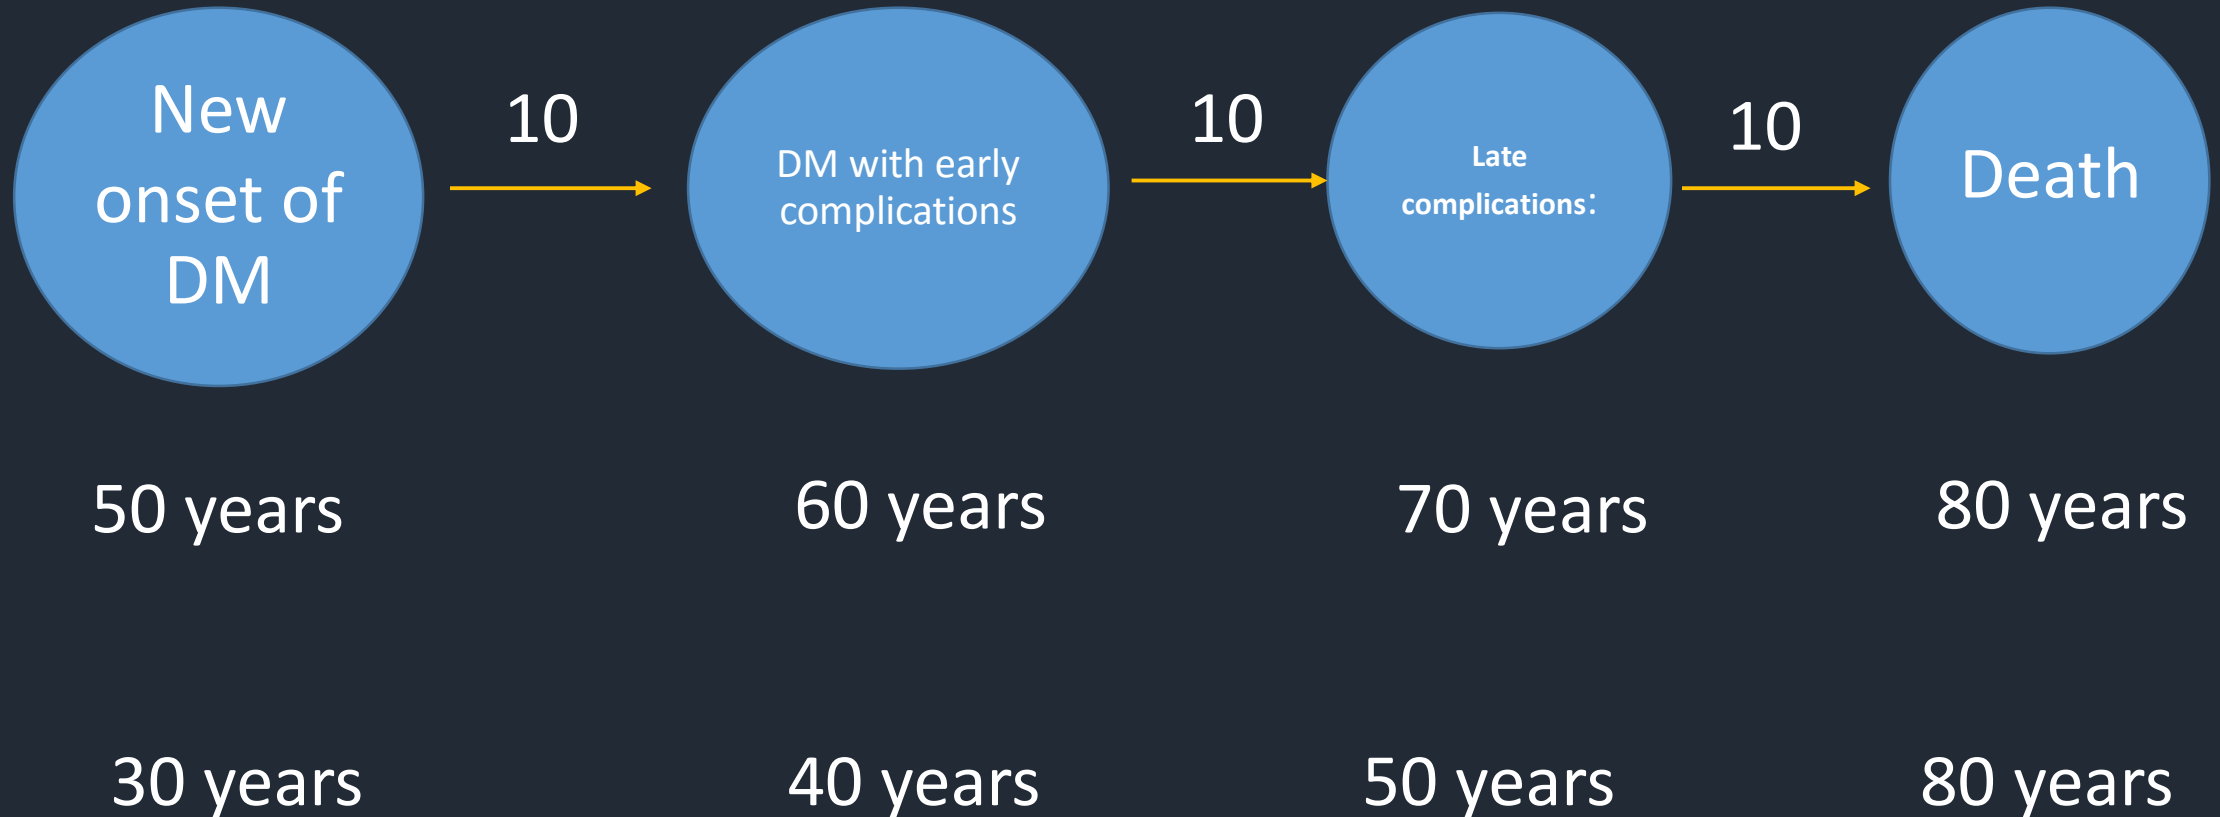 New
onset of
DM
10
DM with early
complications
10
Late
complications:
10
Death
50 years
60 years
70 years
80 years
30 years
40 years
50 years
80 years